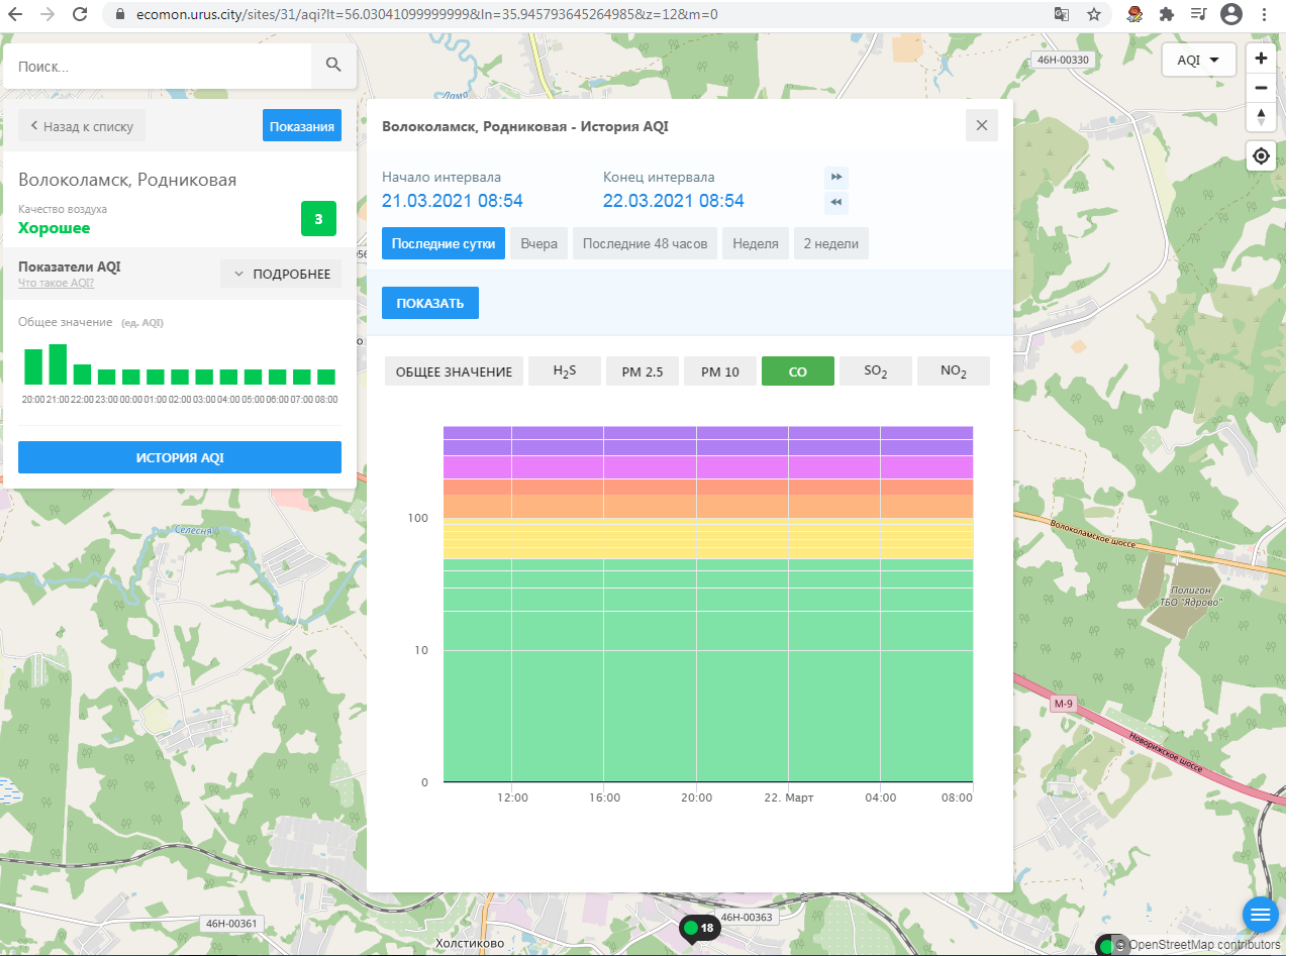 ecomon.urus.city/sites/31/aqi?lt=56.03041099999999&ln=35.945793645264985&z=12&m=0
Поиск...
46H-00330
AQI
Лама
Назад к списку
Показания
Волоколамск, Родниковая - История AQI
Волоколамск, Родниковая
Качество воздуха
Хорошее
3
Начало интервала
Конец интервала
21.03.2021 08:54
22.03.2021 08:54
Последние сутки
Вчера
Последние 48 часов
Неделя
2 недели
Показатели AQI
Что такое AQI?
ПОДРОБНЕЕ
ПОКАЗАТЬ
Общее значение (ед. AQI)
20:00 21:00 22:00 23:00 00:00 01:00 02:00 03:00 04:00 05:00 06:00 07:00 08:00
ИСТОРИЯ AQI
ОБЩЕЕ ЗНАЧЕНИЕ
H2S
PM 2.5
PM 10
CO
SO2
NO2
100
10
0
12:00
16:00
20:00
22. Март
04:00
08:00
Селесня
Волоколамское шоссе
Полигон
ТБО "Ядрово"
М-9
Новорижское шоссе
46H-00361
46H-00363
18
Холстиково
© OpenStreetMap contributors